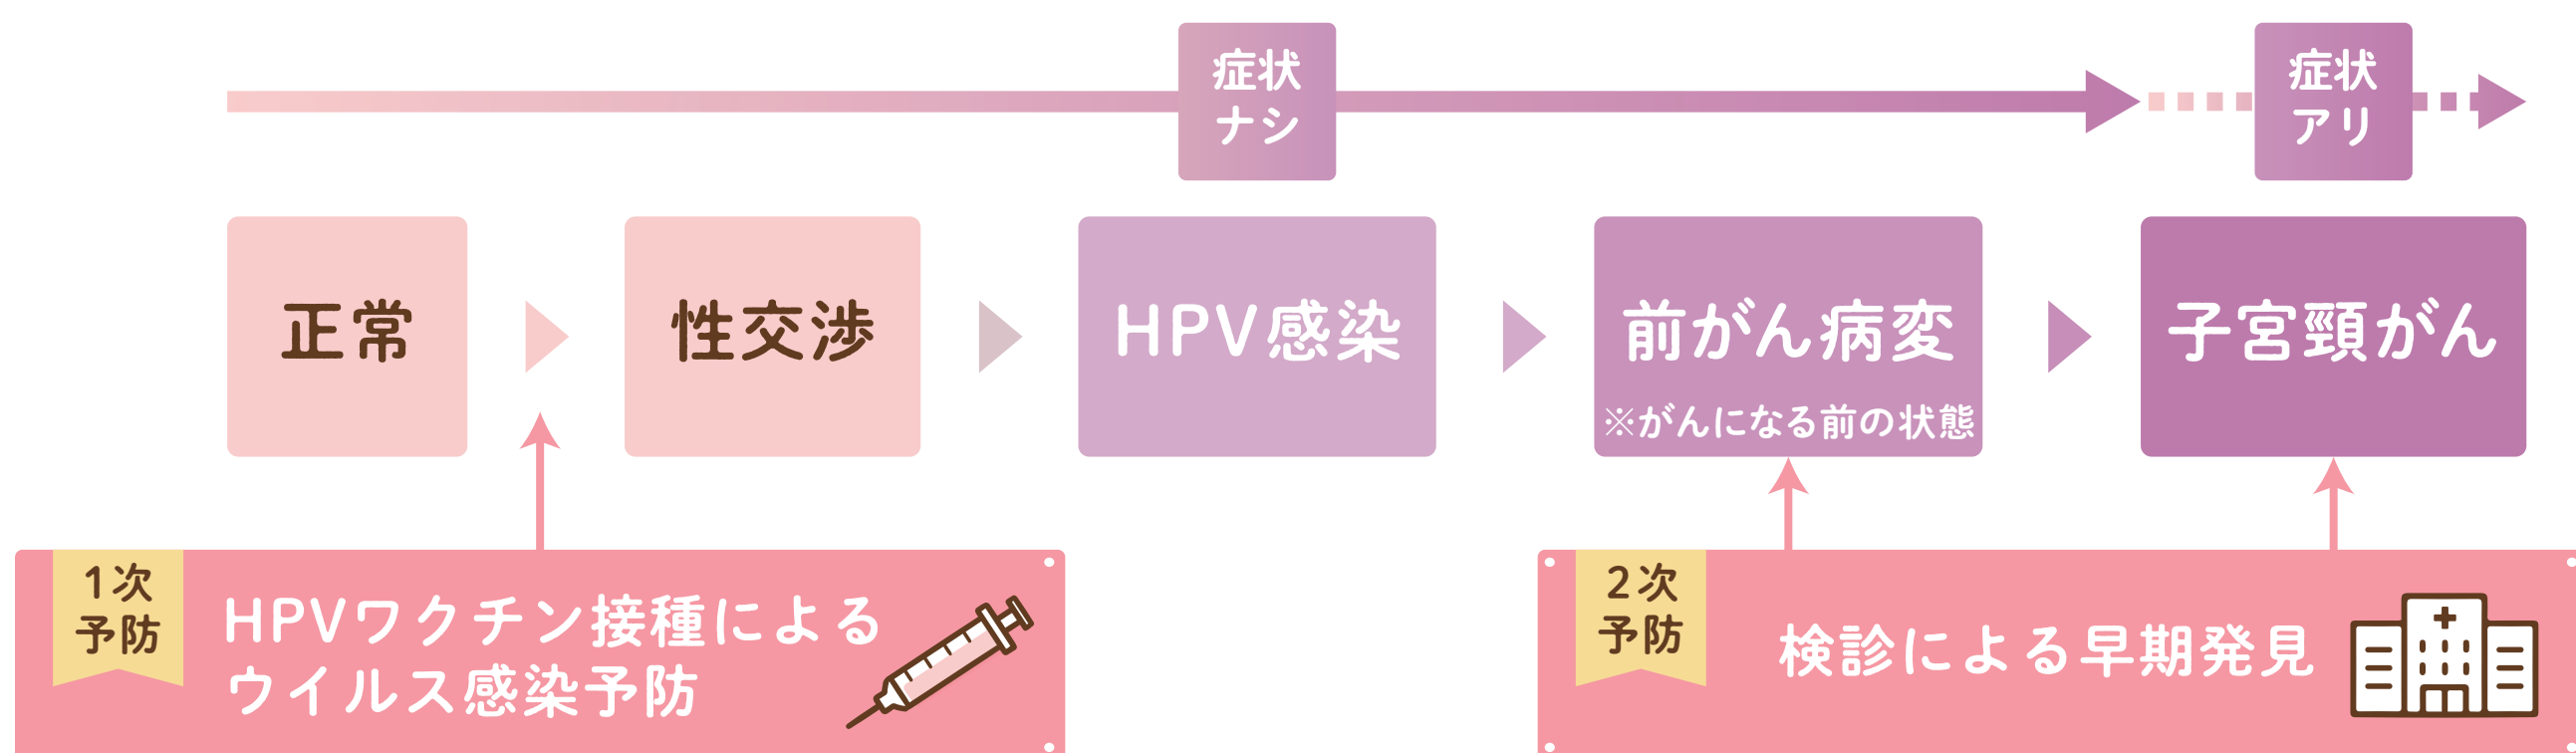 症状
ナシ
症状
アリ
正常
性交渉
HPV感染
前がん病変
※がんになる前の状態
子宮頸がん
1次
予防
HPVワクチン接種による
ウイルス感染予防
2次
予防
検診による早期発見